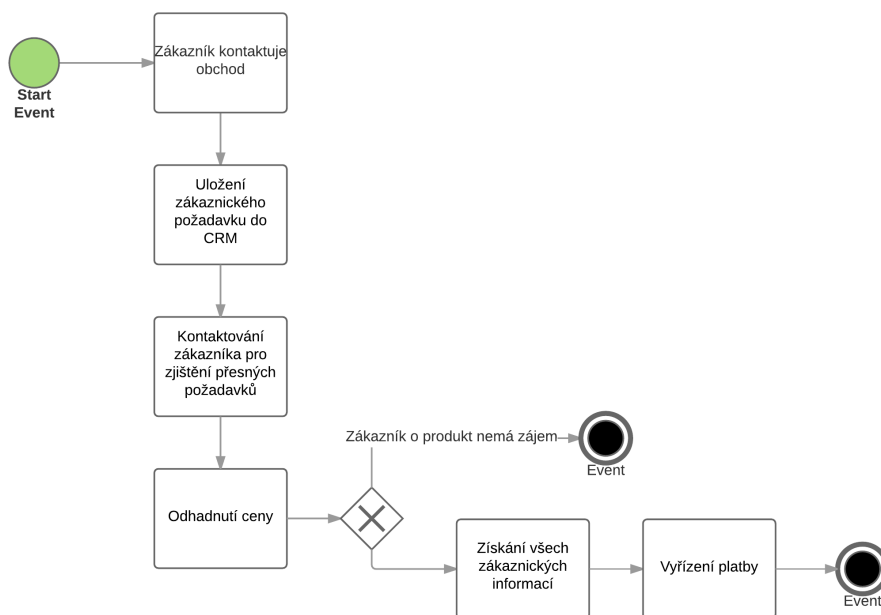 Zákazník kontaktuje
obchod
Start
Event
Uložení
zákaznického
požadavku do
CRM
Kontaktování
zákazníka pro
zjištění přesných
požadavků
Odhadnutí ceny
Zákazník o produkt nemá zájem
Event
Získání všech
zákaznických
informací
Vyřízení platby
Event